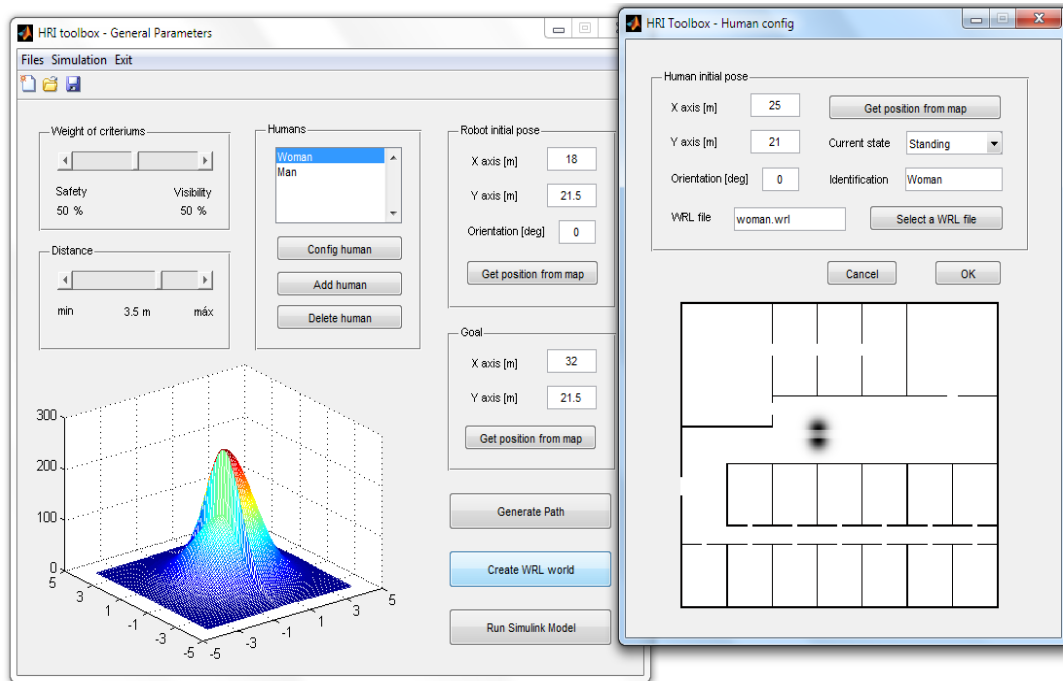 HRI toolbox - General Parameters
Files Simulation Exit
Weight of criteriums
Safety Visibility
50 % 50 %
Distance
min 3.5 m máx
Humans
Woman
Man
Config human
Add human
Delete human
Robot initial pose
X axis [m] 18
Y axis [m] 21.5
Orientation [deg] 0
Get position from map
Goal
X axis [m] 32
Y axis [m] 21.5
Get position from map
Generate Path
Create WRL world
Run Simulink Model
300
200
100
0
5
3
1
-1
-3
-5
-5
-3
-1
1
3
5
HRI Toolbox - Human config
Human initial pose
X axis [m] 25 Get position from map
Y axis [m] 21 Current state Standing
Orientation [deg] 0 Identification Woman
WRL file woman.wrl Select a WRL file
Cancel OK